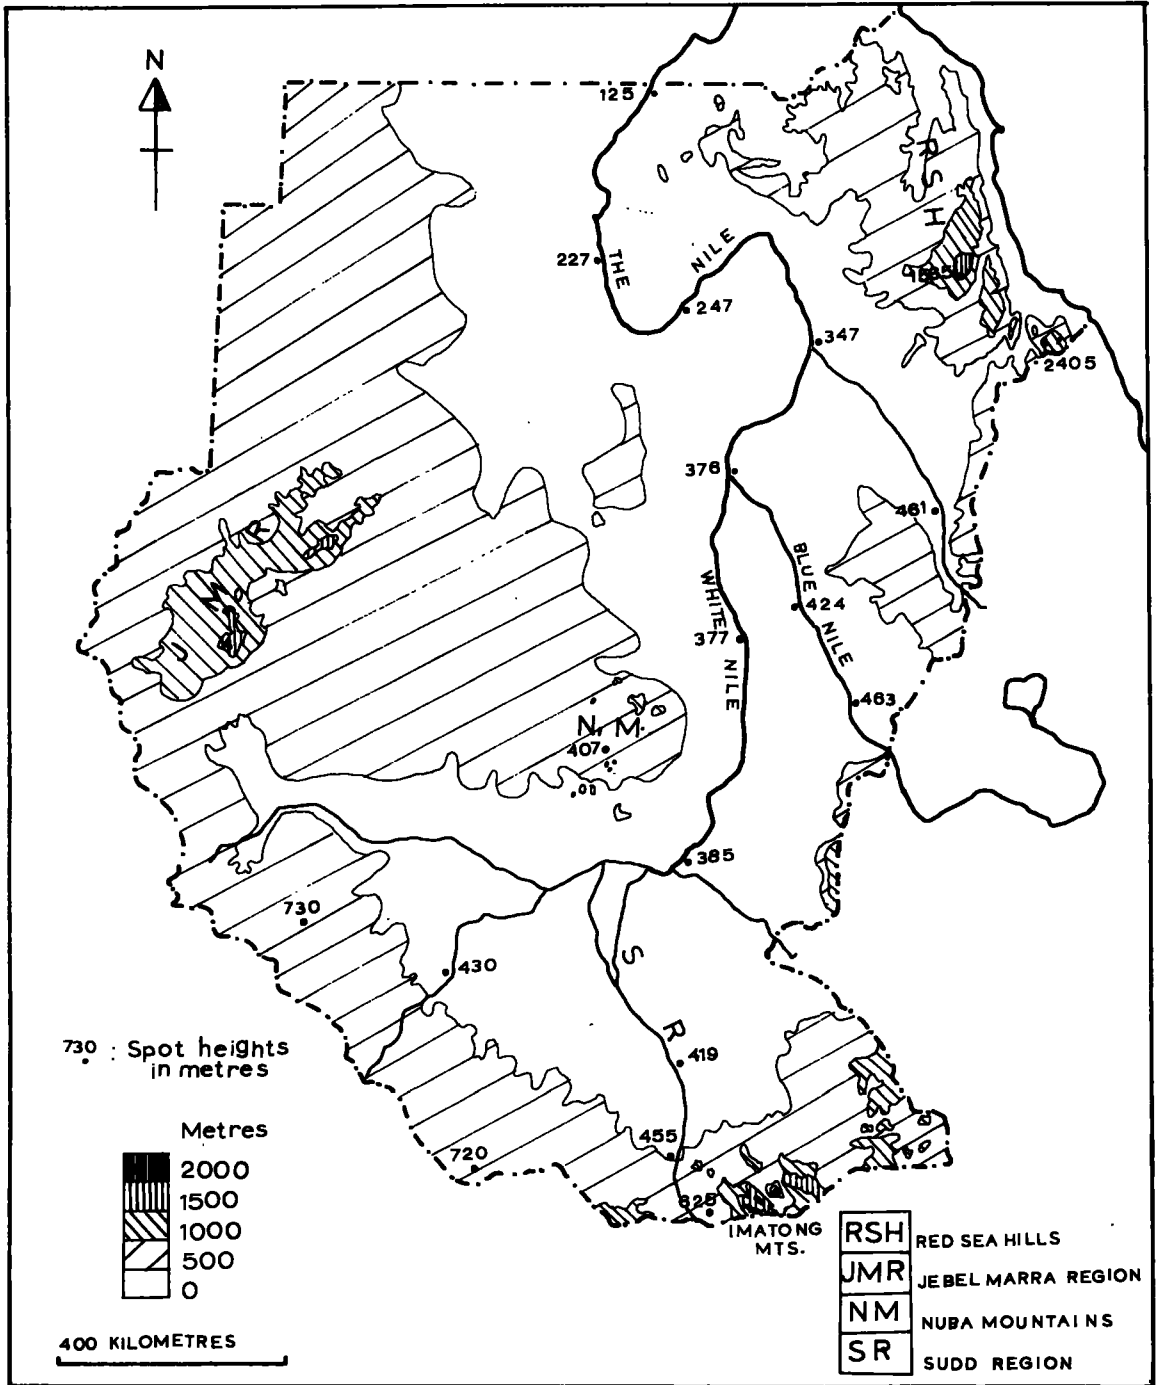 N
125
R
S
H
THE
NILE
227
247
347
2405
376
461
BLUE
NILE
424
WHITE
NILE
377
463
R
M
J
N. M.
407
385
730
S
R
430
419
730 : Spot heights
in metres
455
720
825
IMATONG
MTS.
Metres
2000
1500
1000
500
0
400 KILOMETRES
RSH RED SEA HILLS
JMR JEBEL MARRA REGION
NM NUBA MOUNTAINS
SR SUDD REGION